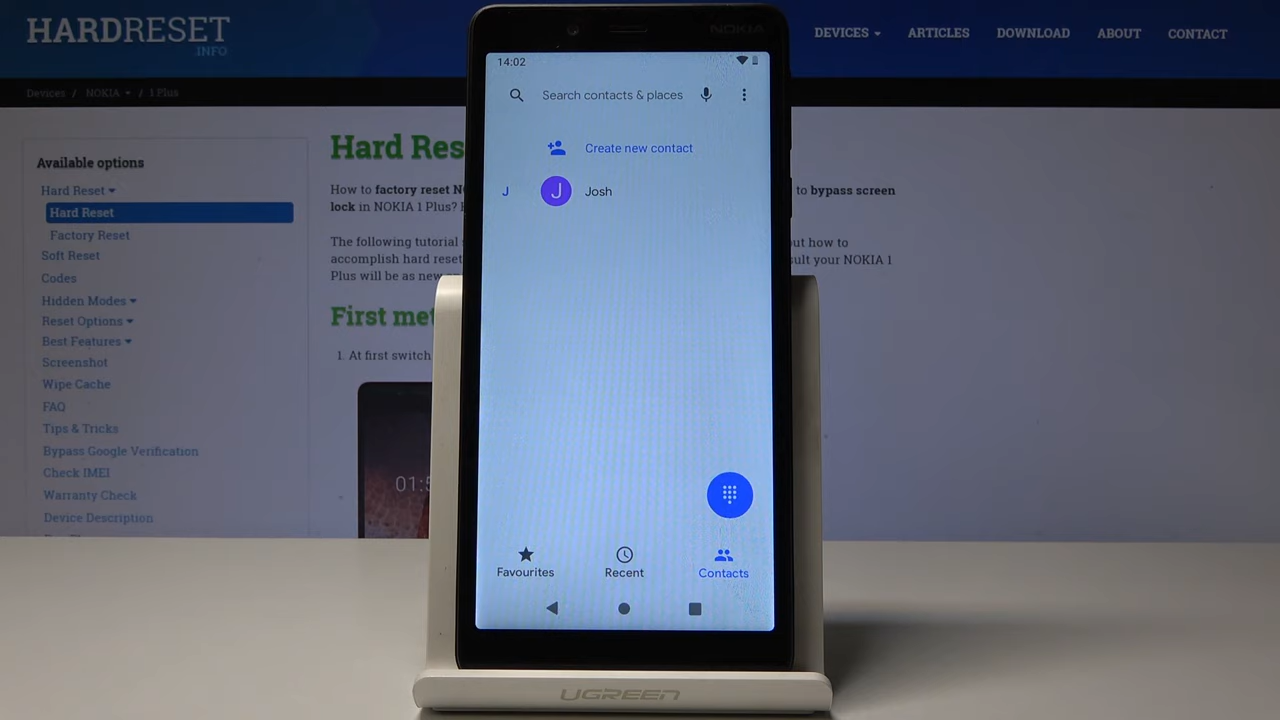 HARDRESET
INFO
DEVICES
ARTICLES
DOWNLOAD
ABOUT
CONTACT
Devices / NOKIA / 1 Plus
Available options
Hard Reset
Hard Reset
Factory Reset
Soft Reset
Codes
Hidden Modes
Reset Options
Best Features
Screenshot
Wipe Cache
FAQ
Tips & Tricks
Bypass Google Verification
Check IMEI
Warranty Check
Device Description
Hard Res
How to factory reset N
to bypass screen
lock in NOKIA 1 Plus?
The following tutorial
out how to
accomplish hard reset
sult your NOKIA 1
Plus will be as new
First met
1. At first switch
01:5
NOKIA
14:02
Search contacts & places
Create new contact
J
J
Josh
Favourites
Recent
Contacts
UGREEN